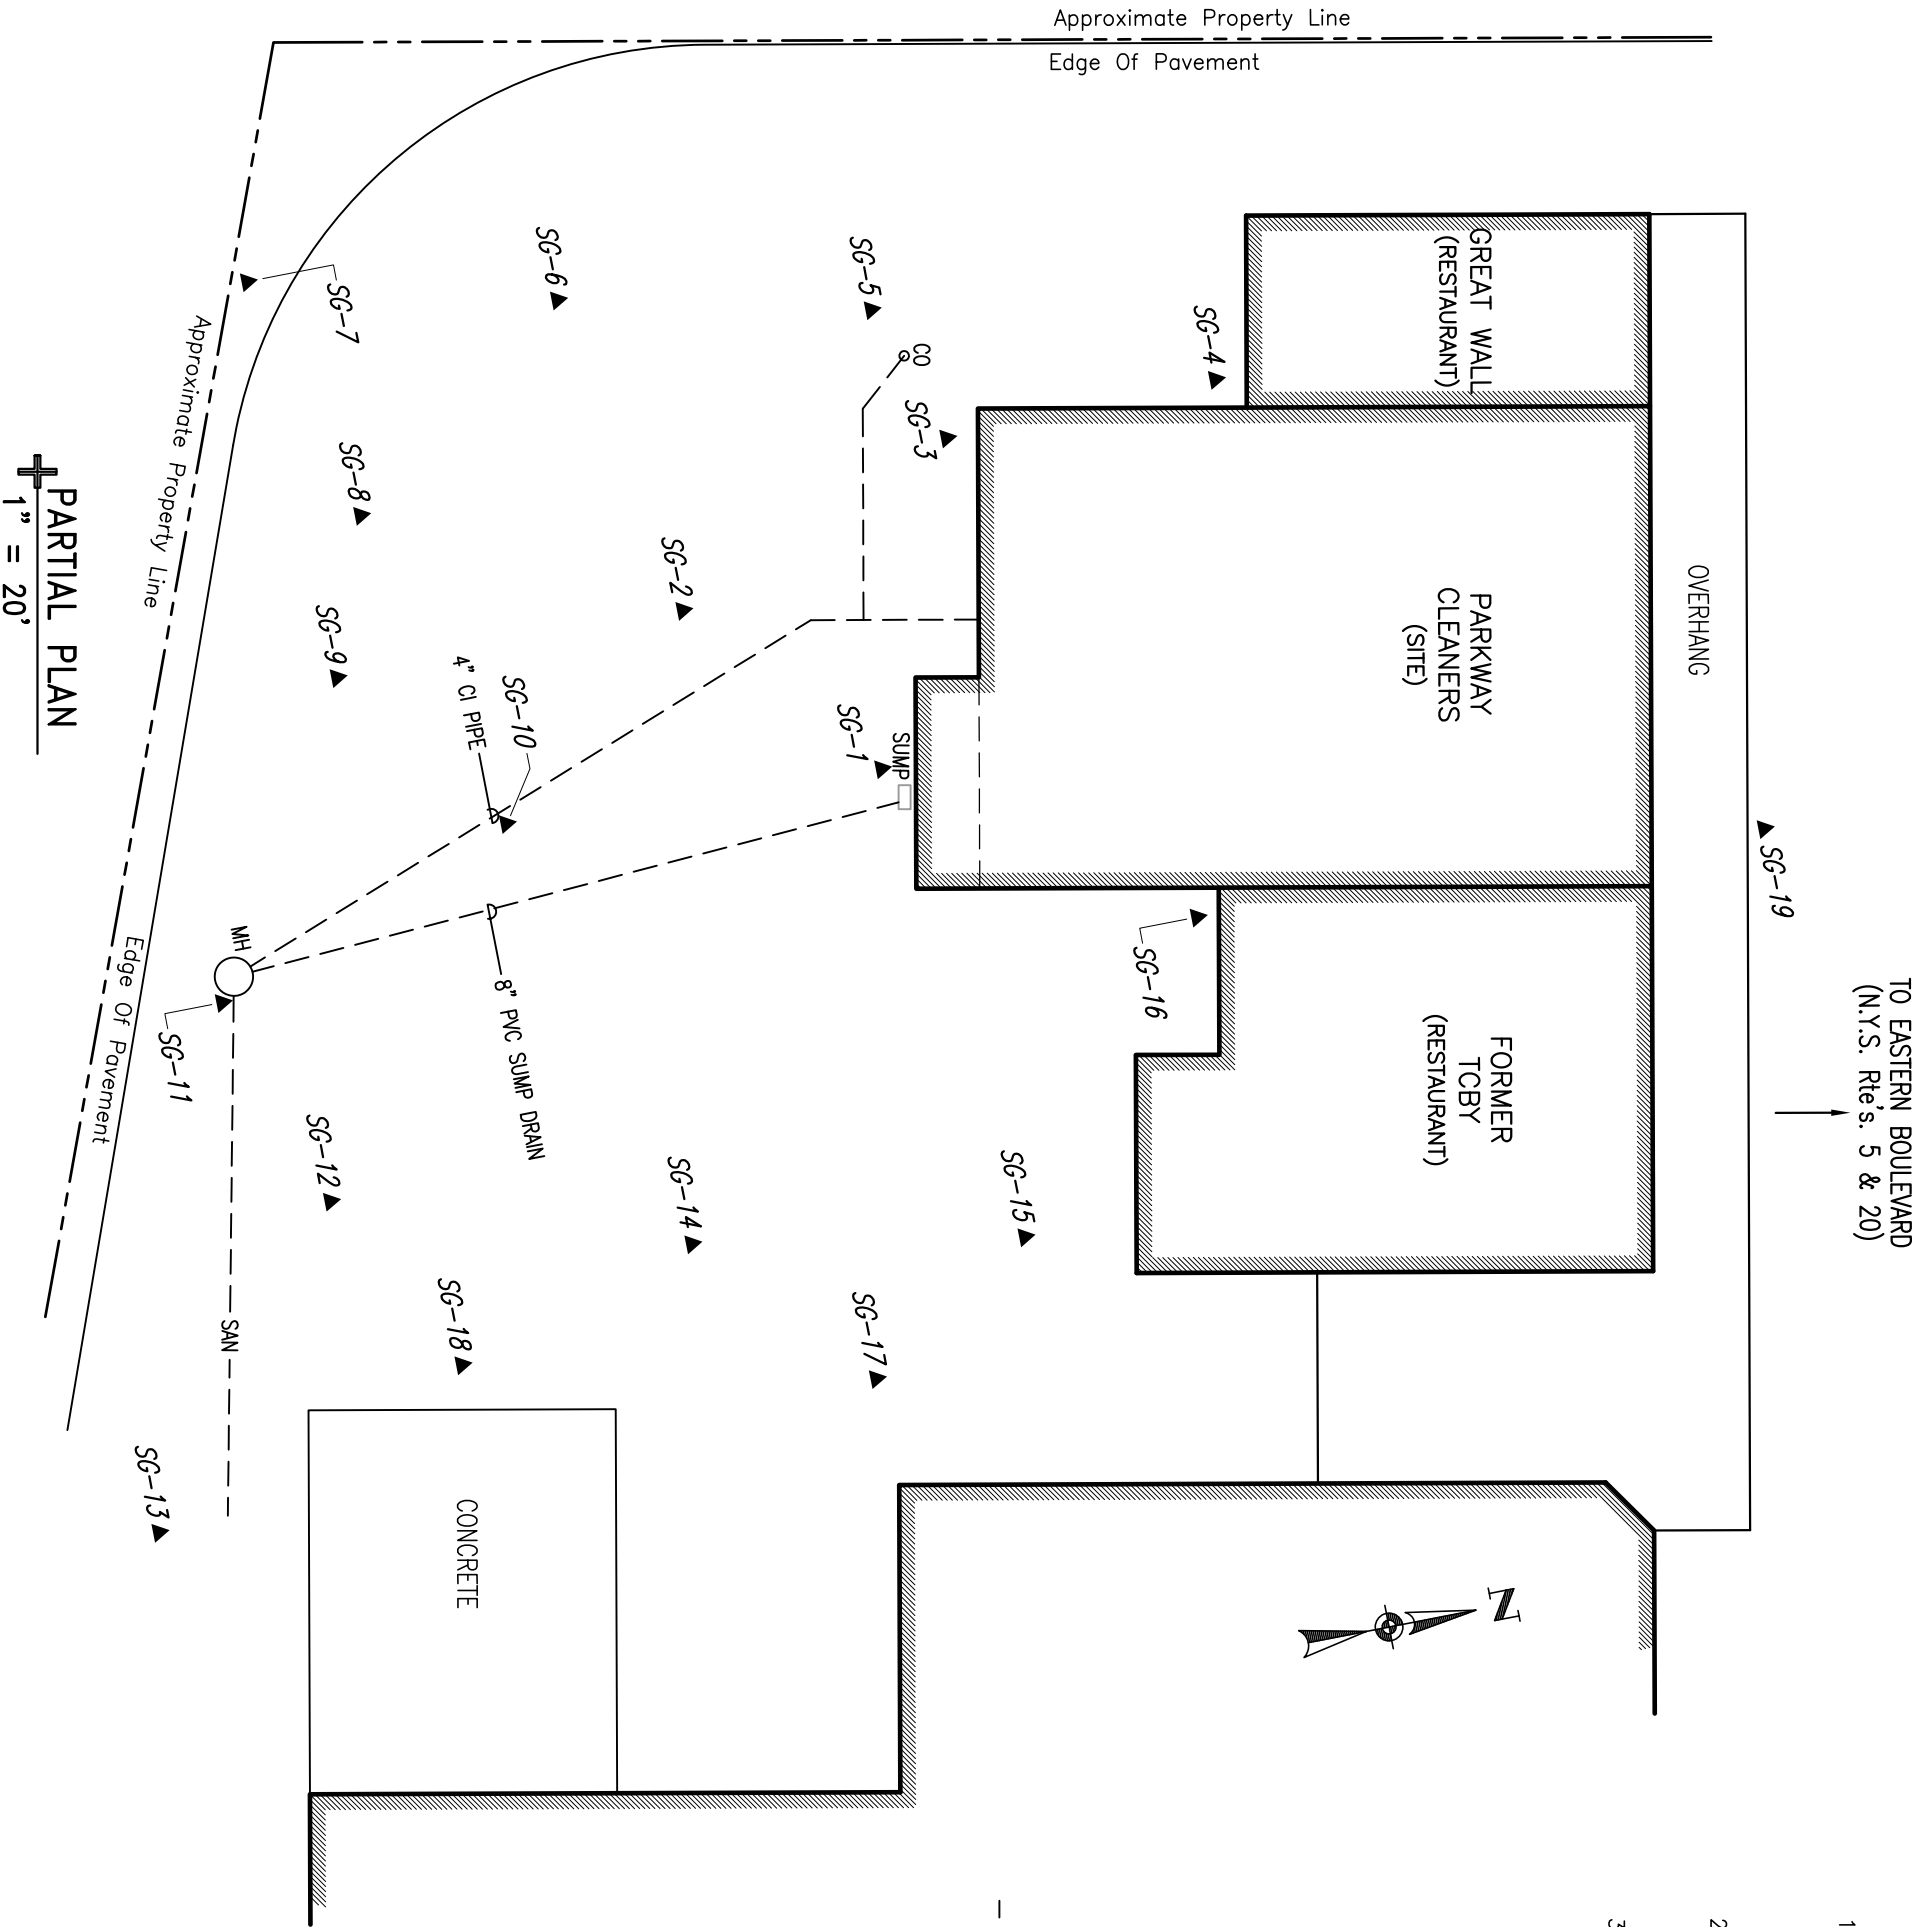 Approximate Property Line
Edge Of Pavement
TO EASTERN BOULEVARD
(N.Y.S. Rte's. 5 & 20)
SG-19
OVERHANG
GREAT WALL
(RESTAURANT)
PARKWAY
CLEANERS
(SITE)
FORMER
TCBY
(RESTAURANT)
SG-4
SG-16
SG-15
SG-5
CO
SG-3
SUMP
SG-1
SG-17
SG-2
SG-14
SG-6
SG-10
4" CI PIPE
8" PVC SUMP DRAIN
SG-18
CONCRETE
N
SG-7
SG-8
SG-9
SG-12
MH
SAN
SG-11
SG-13
Approximate Property Line
Edge Of Pavement
PARTIAL PLAN
1" = 20'
1
2
3